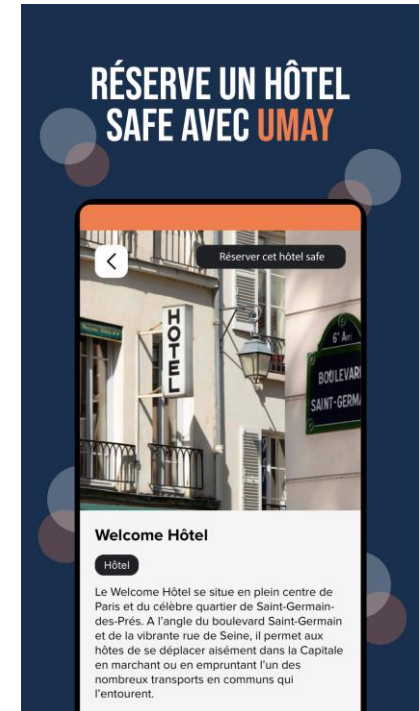 RÉSERVE UN HÔTEL
SAFE AVEC UMAY
Réserver cet hôtel safe
HOTEL
6e Arr
BOULEVAR
SAINT-GERM
Welcome Hôtel
Hôtel
Le Welcome Hôtel se situe en plein centre de
Paris et du célèbre quartier de Saint-Germain-
des-Prés. A l'angle du boulevard Saint-Germain
et de la vibrante rue de Seine, il permet aux
hôtes de se déplacer aisément dans la Capitale
en marchant ou en empruntant l'un des
nombreux transports en communs qui
l'entourent.